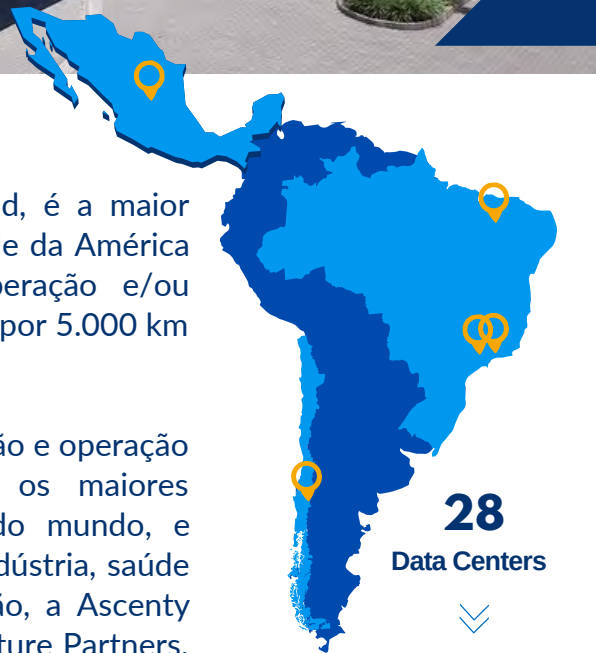 d, é a maior
e da América
peração e/ou
por 5.000 km
ão e operação
os maiores
do mundo, e
dústria, saúde
ão, a Ascenty
ture Partners.
28
Data Centers